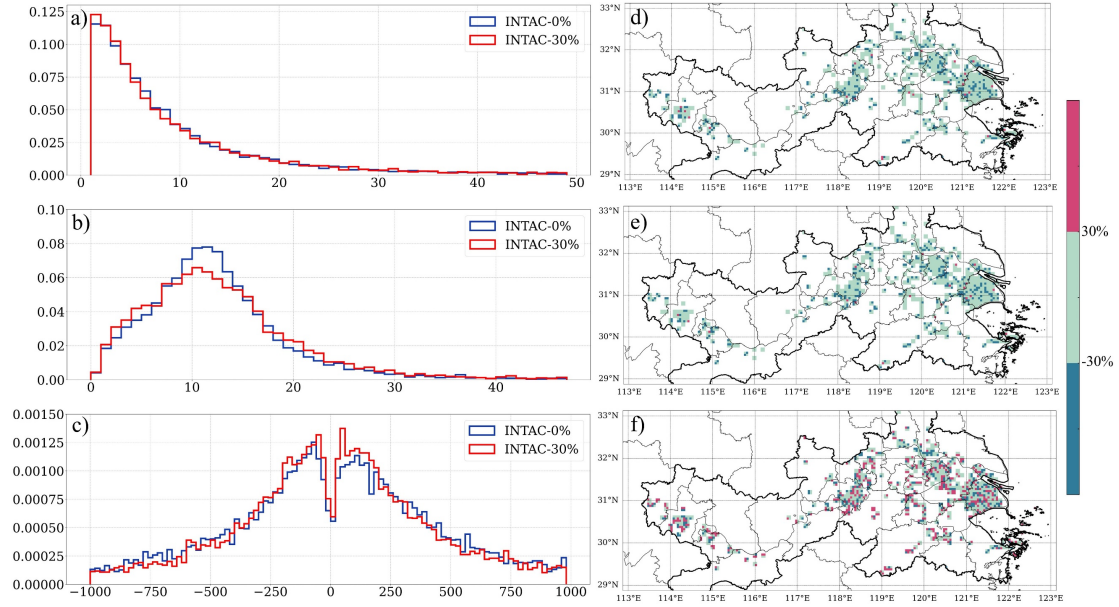 a)
0.125
0.100
0.075
0.050
0.025
0.000
INTAC-0%
INTAC-30%
0 10 20 30 40 50
b)
0.10
0.08
0.06
0.04
0.02
0.00
INTAC-0%
INTAC-30%
0 10 20 30 40
c)
0.00150
0.00125
0.00100
0.00075
0.00050
0.00025
0.00000
INTAC-0%
INTAC-30%
−1000 −750 −500 −250 0 250 500 750 1000
d)
33°N
32°N
31°N
30°N
29°N
113°E 114°E 115°E 116°E 117°E 118°E 119°E 120°E 121°E 122°E 123°E
e)
33°N
32°N
31°N
30°N
29°N
113°E 114°E 115°E 116°E 117°E 118°E 119°E 120°E 121°E 122°E 123°E
f)
33°N
32°N
31°N
30°N
29°N
113°E 114°E 115°E 116°E 117°E 118°E 119°E 120°E 121°E 122°E 123°E
30%
-30%